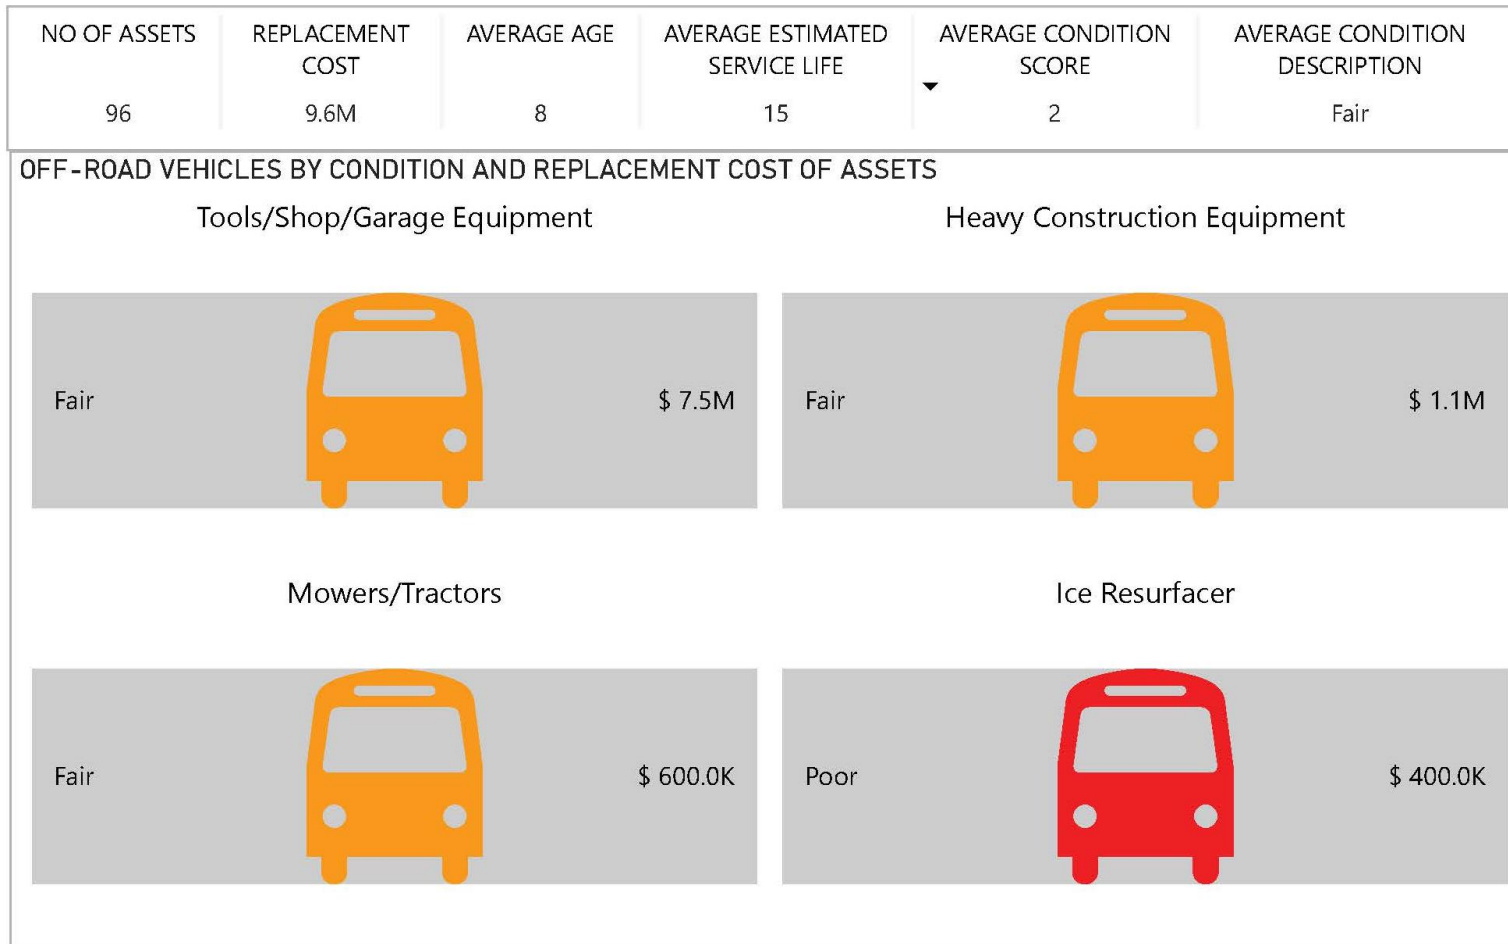 NO OF ASSETS
REPLACEMENT COST
AVERAGE AGE
AVERAGE ESTIMATED SERVICE LIFE
AVERAGE CONDITION SCORE
AVERAGE CONDITION DESCRIPTION
96
9.6M
8
15
2
Fair
OFF-ROAD VEHICLES BY CONDITION AND REPLACEMENT COST OF ASSETS
Tools/Shop/Garage Equipment
Heavy Construction Equipment
Fair
$ 7.5M
Fair
$ 1.1M
Mowers/Tractors
Ice Resurfacer
Fair
$ 600.0K
Poor
$ 400.0K